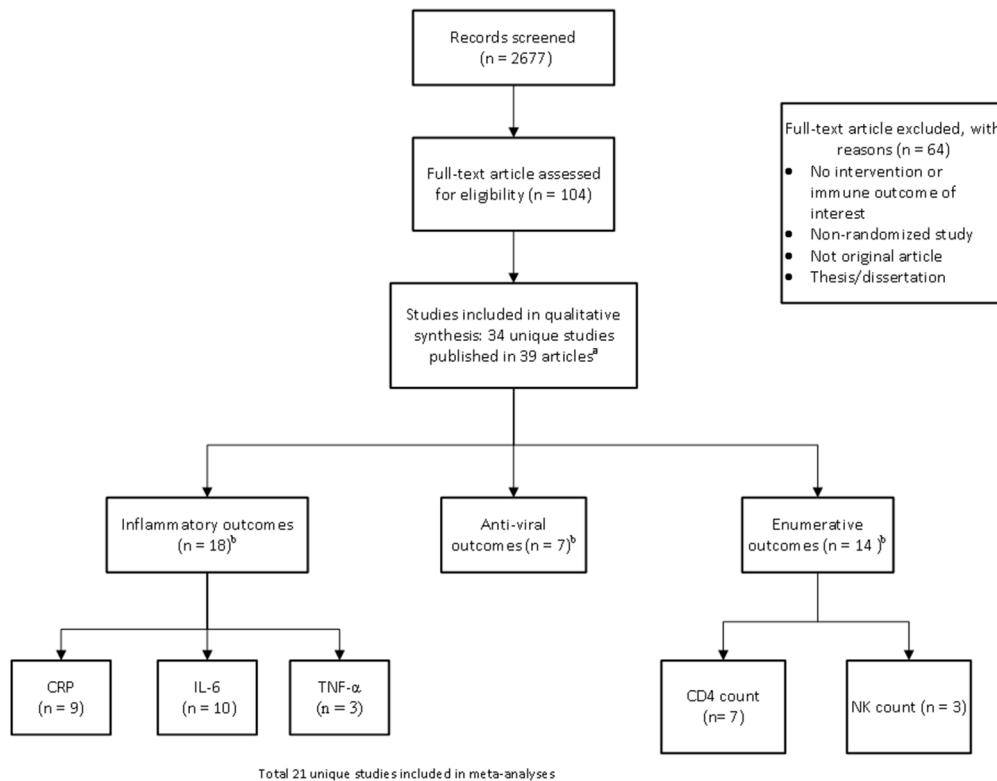 Records screened
(n = 2677)
Full-text article assessed
for eligibility (n = 104)
Full-text article excluded, with
reasons (n = 64)
• No intervention or
immune outcome of
interest
• Non-randomized study
• Not original article
• Thesis/dissertation
Studies included in qualitative
synthesis: 34 unique studies
published in 39 articlesª
Inflammatory outcomes
(n = 18)ᵇ
Anti-viral
outcomes (n = 7)ᵇ
Enumerative
outcomes (n = 14 )ᵇ
CRP
(n = 9)
IL-6
(n = 10)
TNF-α
(n = 3)
CD4 count
(n= 7)
NK count (n = 3)
Total 21 unique studies included in meta-analyses